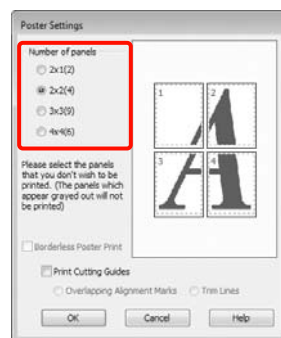 Poster Settings
Number of panels
2x1(2)
2x2(4)
3x3(9)
4x4(6)
1
2
3
4
Please select the panels
that you don't wish to be
printed. (The panels which
appear grayed out will not
be printed)
Borderless Poster Print
Print Cutting Guides
Overlapping Alignment Marks
Trim Lines
OK
Cancel
Help